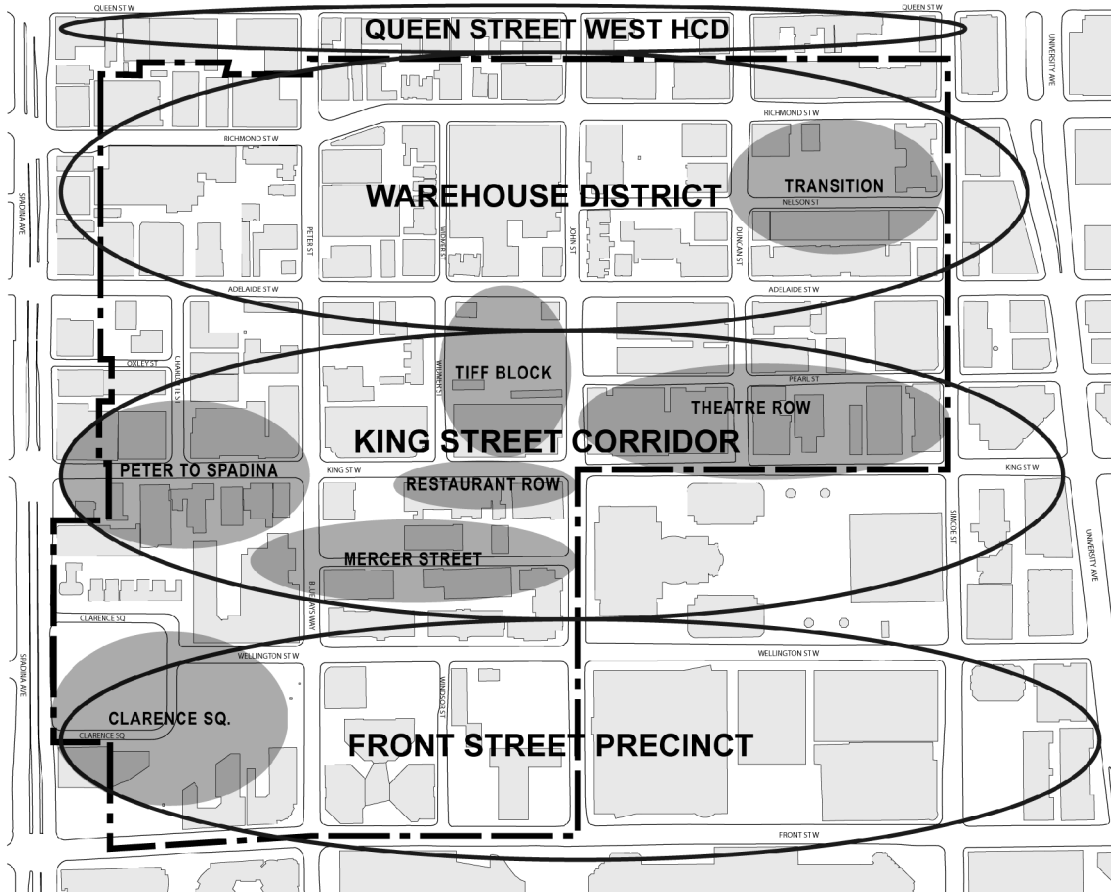 QUEEN ST W
QUEEN ST W
QUEEN STREET WEST HCD
UNIVERSITY AVE
RICHMOND ST W
RICHMOND ST W
WAREHOUSE DISTRICT
TRANSITION
NELSON ST
SPADINA AVE
PETER ST
WIDMER ST
JOHN ST
DUNCAN ST
ADELAIDE ST W
ADELAIDE ST W
OXLEY ST
CHARLOTTE ST
WIDMER ST
TIFF BLOCK
PEARL ST
THEATRE ROW
KING STREET CORRIDOR
PETER TO SPADINA
KING ST W
KING ST W
RESTAURANT ROW
SIMCOE ST
UNIVERSITY AVE
MERCER STREET
BLUE JAYS WAY
CLARENCE SQ
WELLINGTON ST W
WELLINGTON ST W
SPADINA AVE
WINDSOR ST
CLARENCE SQ.
CLARENCE SQ
FRONT STREET PRECINCT
FRONT ST W